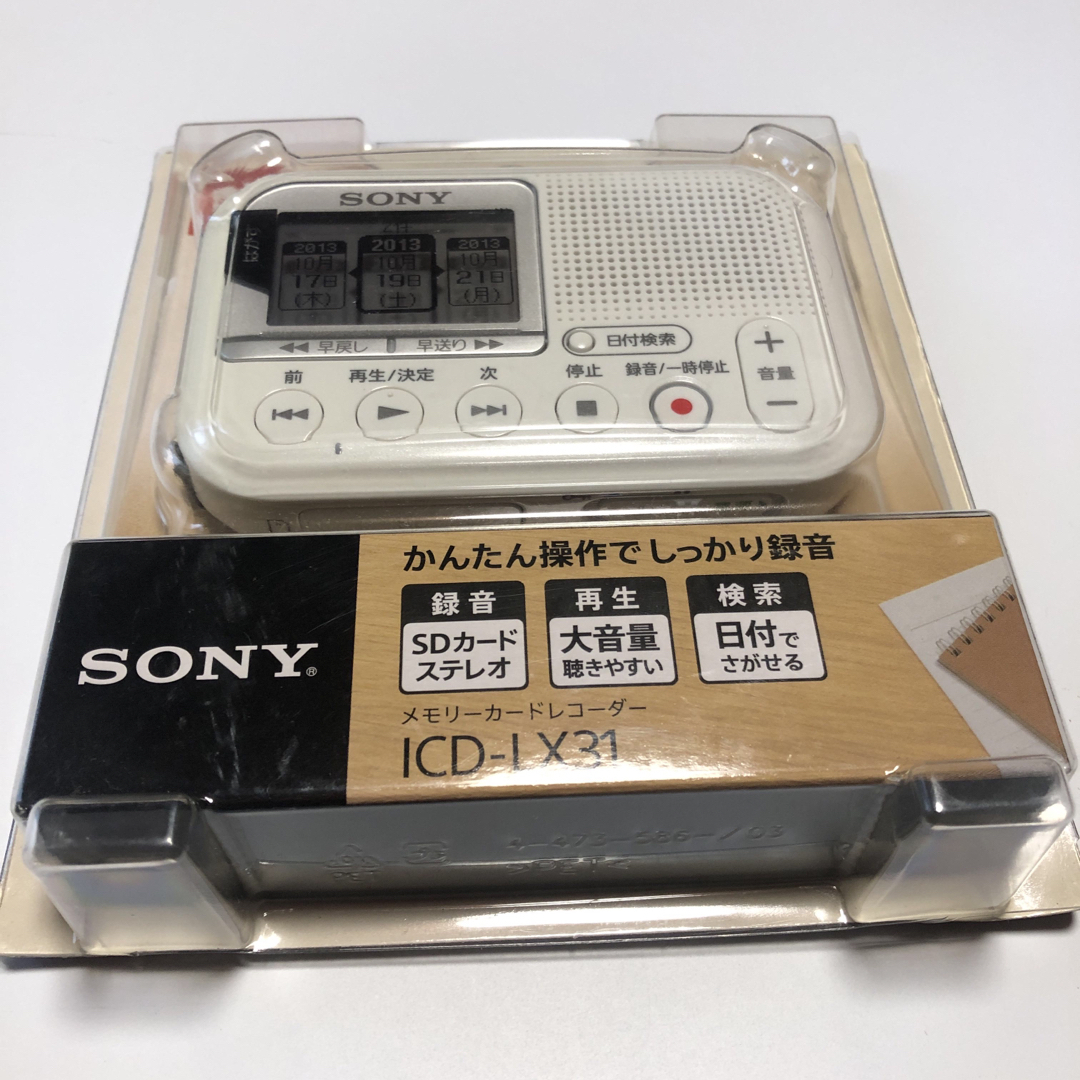 SONY
2013 2013 2013
10月 10月 10月
17日 19日 21日
(木) (土) (月)
早戻し 早送り
日付検索
前 再生/決定 次 停止 録音/一時停止
+
音量
−
かんたん操作でしっかり録音
録音 再生 検索
SDカード 大音量 日付で
ステレオ 聴きやすい さがせる
SONY®
メモリーカードレコーダー
ICD-LX31
PET
>PET<